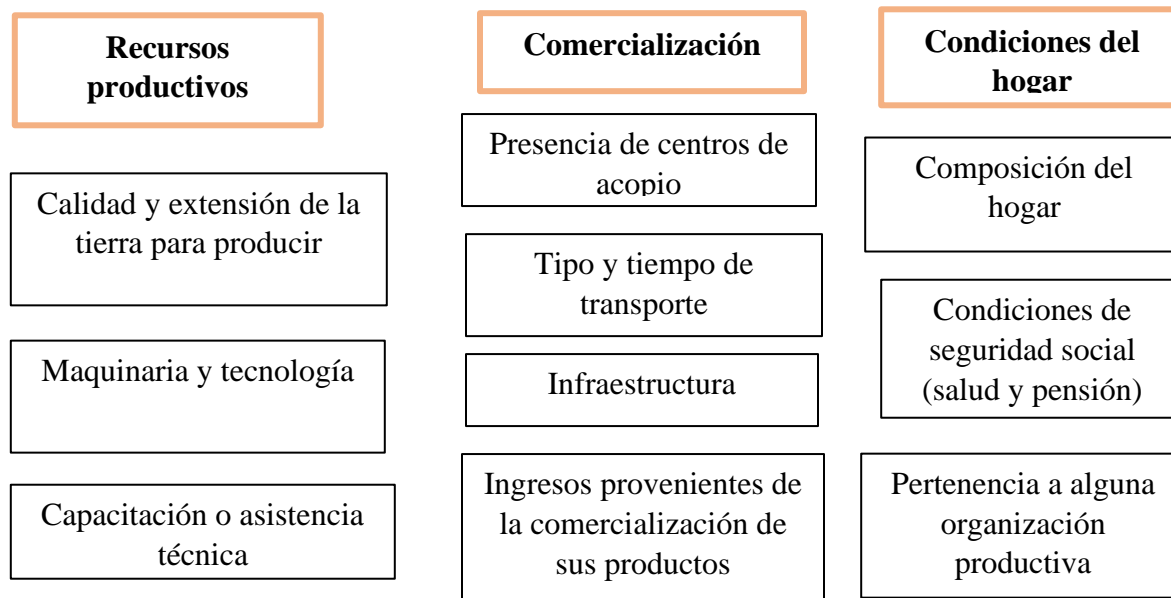 Recursos
productivos
Calidad y extensión de la
tierra para producir
Maquinaria y tecnología
Capacitación o asistencia
técnica
Comercialización
Presencia de centros de
acopio
Tipo y tiempo de
transporte
Infraestructura
Ingresos provenientes de
la comercialización de
sus productos
Condiciones del
hogar
Composición del
hogar
Condiciones de
seguridad social
(salud y pensión)
Pertenencia a alguna
organización
productiva